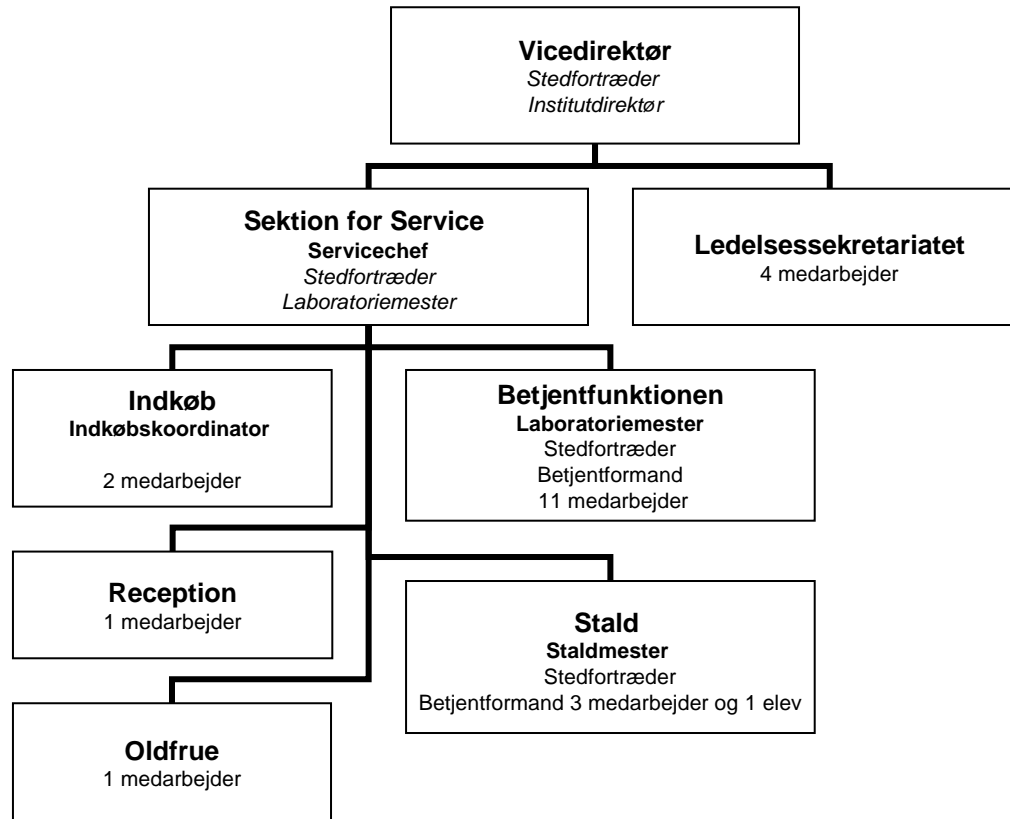 Vicedirektør
Stedfortræder
Institutdirektør
Sektion for Service
Servicechef
Stedfortræder
Laboratoriemester
Ledelsessekretariatet
4 medarbejder
Indkøb
Indkøbskoordinator
2 medarbejder
Betjentfunktionen
Laboratoriemester
Stedfortræder
Betjentformand
11 medarbejder
Reception
1 medarbejder
Stald
Staldmester
Stedfortræder
Betjentformand 3 medarbejder og 1 elev
Oldfrue
1 medarbejder